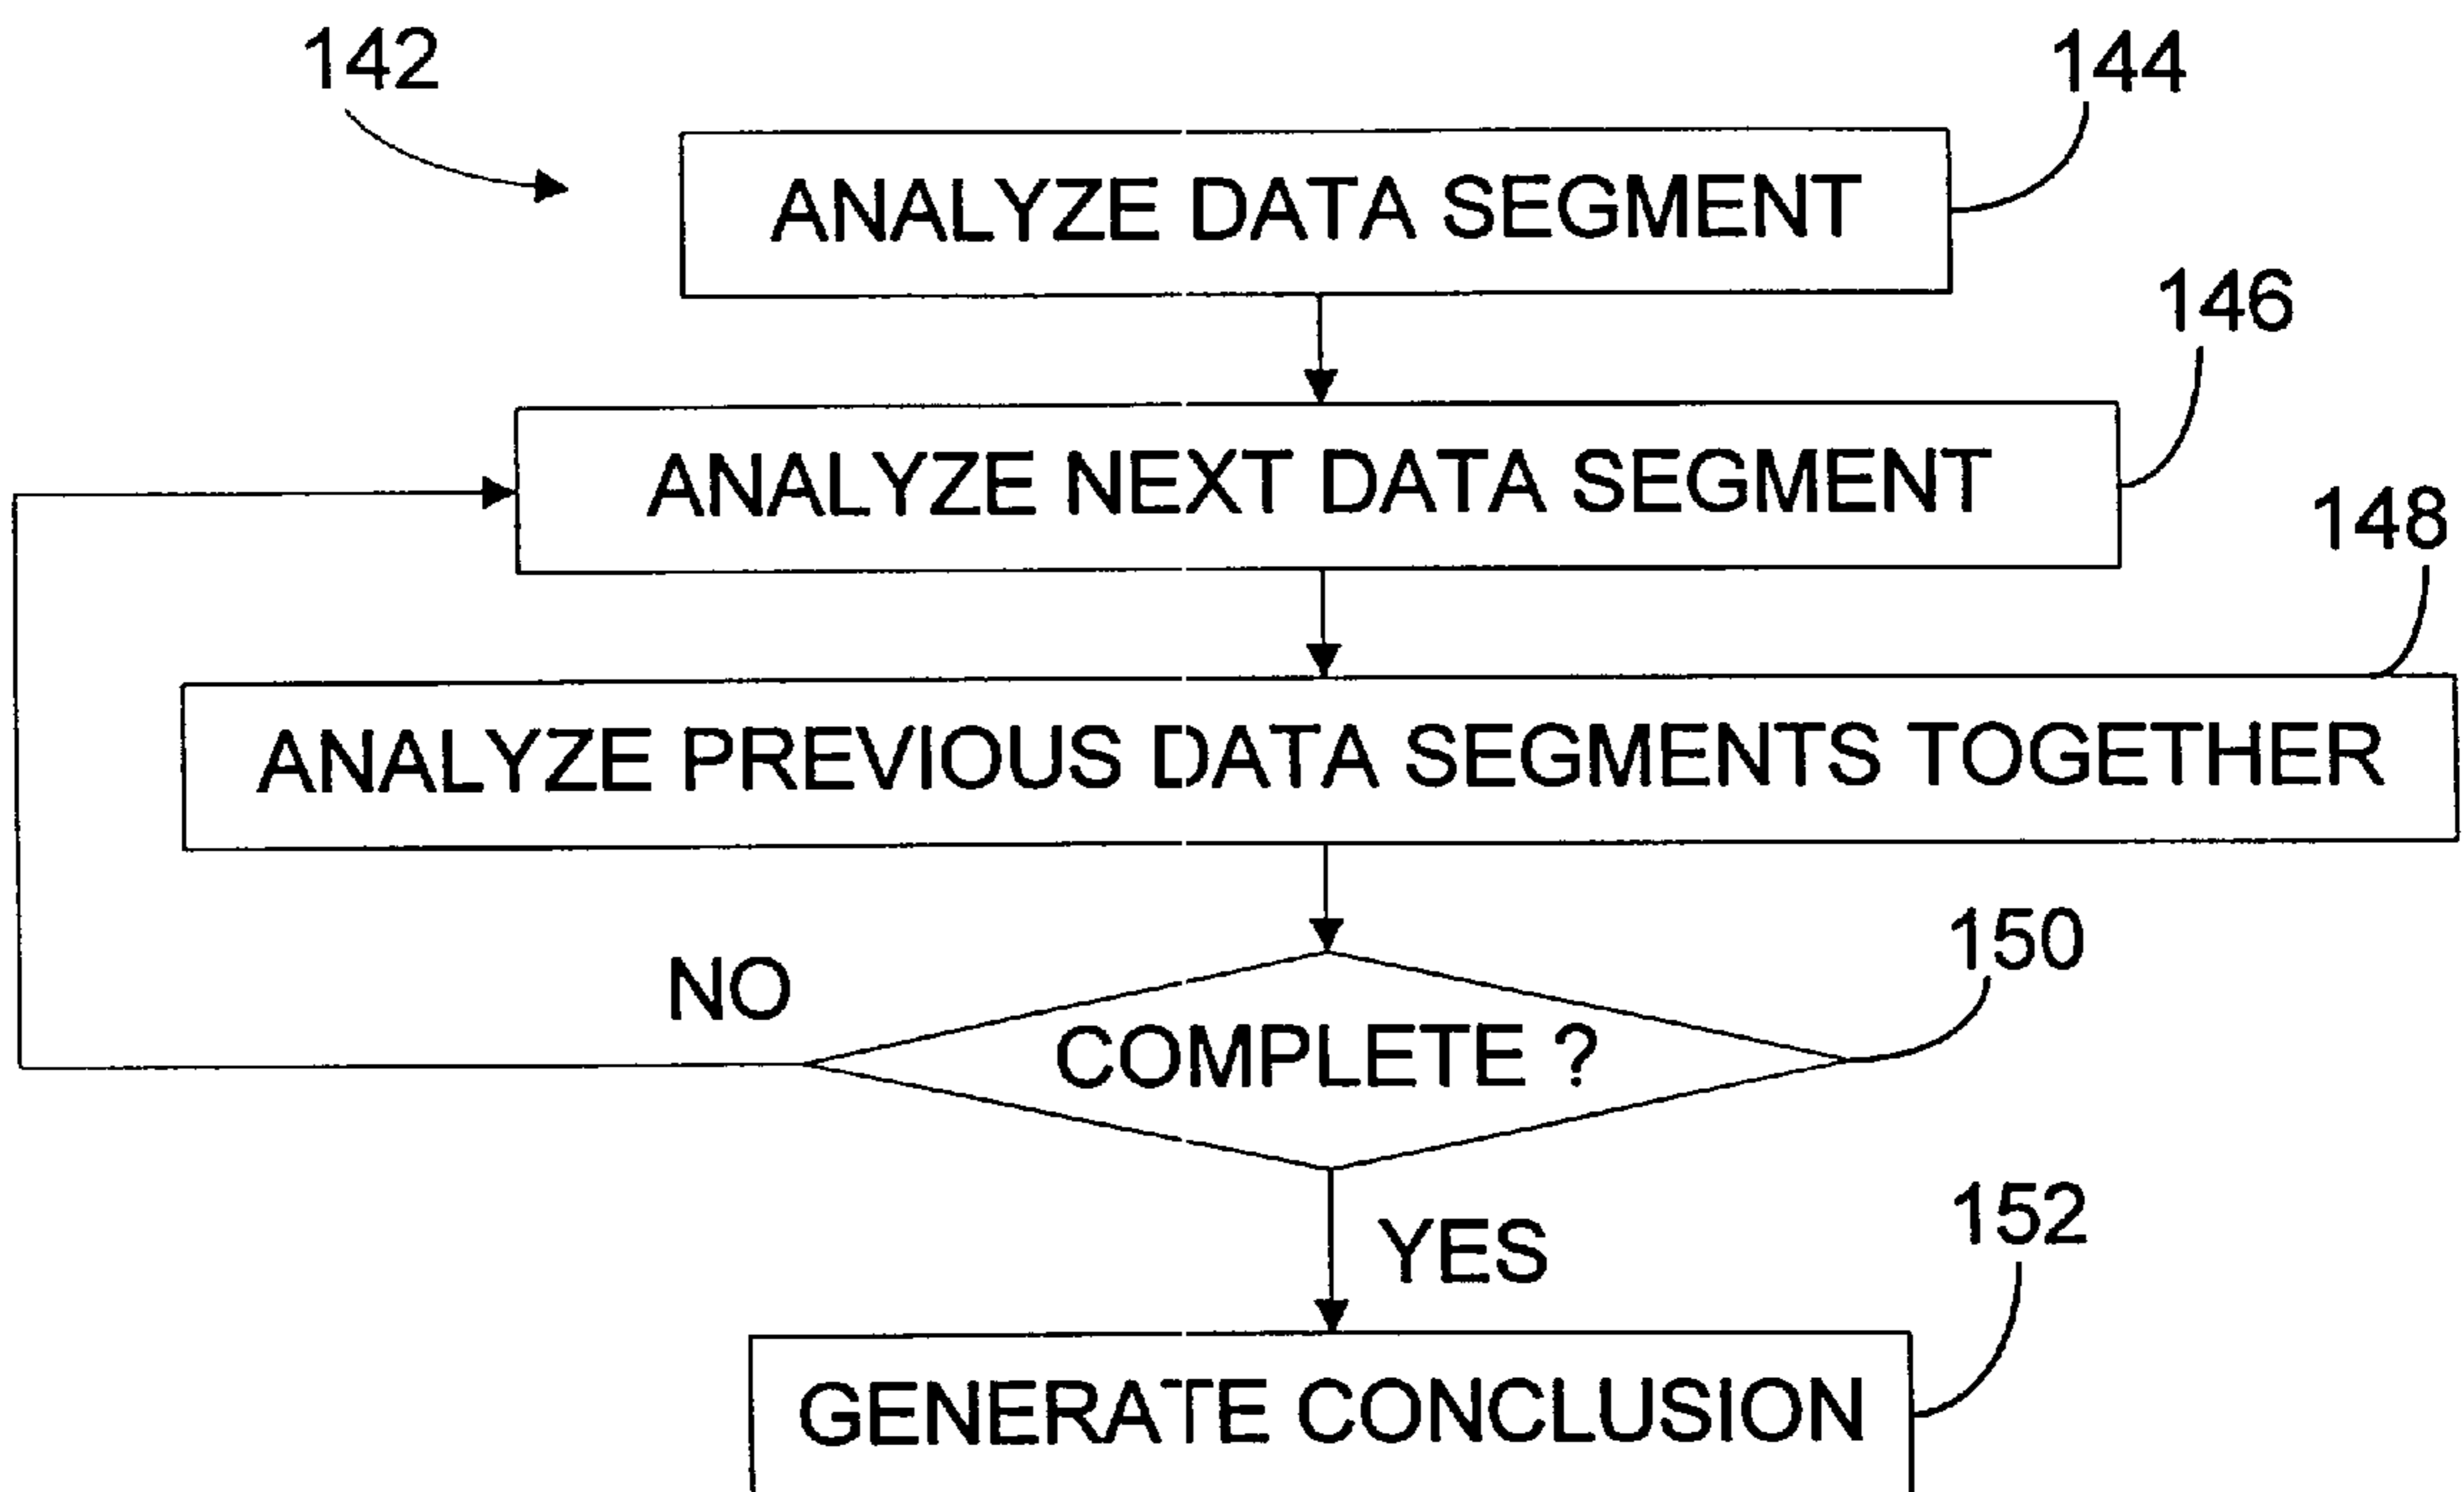 142
144
ANALYZE DATA SEGMENT
146
ANALYZE NEXT DATA SEGMENT
148
ANALYZE PREVIOUS DATA SEGMENTS TOGETHER
150
NO
COMPLETE ?
YES
152
GENERATE CONCLUSION